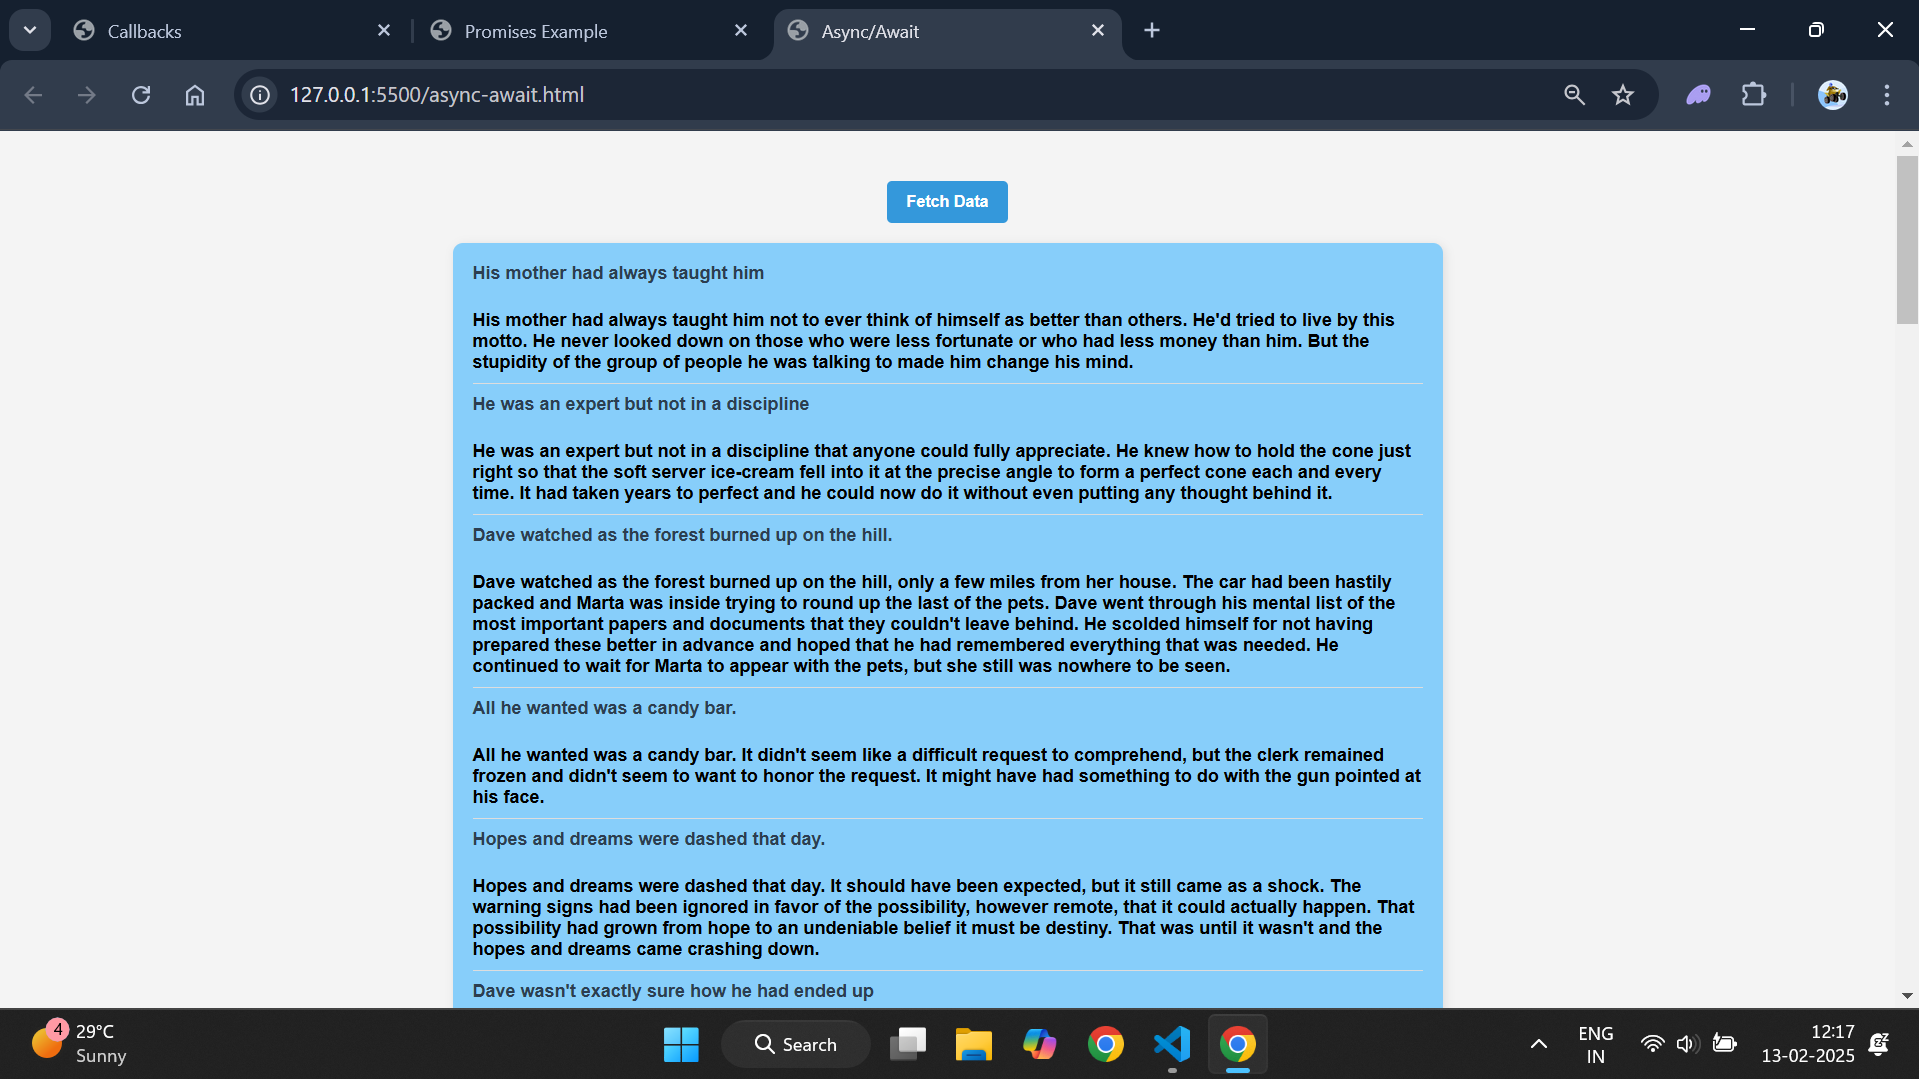 Callbacks
Promises Example
Async/Await
127.0.0.1:5500/async-await.html
Fetch Data
His mother had always taught him
His mother had always taught him not to ever think of himself as better than others. He'd tried to live by this
motto. He never looked down on those who were less fortunate or who had less money than him. But the
stupidity of the group of people he was talking to made him change his mind.
He was an expert but not in a discipline
He was an expert but not in a discipline that anyone could fully appreciate. He knew how to hold the cone just
right so that the soft server ice-cream fell into it at the precise angle to form a perfect cone each and every
time. It had taken years to perfect and he could now do it without even putting any thought behind it.
Dave watched as the forest burned up on the hill.
Dave watched as the forest burned up on the hill, only a few miles from her house. The car had been hastily
packed and Marta was inside trying to round up the last of the pets. Dave went through his mental list of the
most important papers and documents that they couldn't leave behind. He scolded himself for not having
prepared these better in advance and hoped that he had remembered everything that was needed. He
continued to wait for Marta to appear with the pets, but she still was nowhere to be seen.
All he wanted was a candy bar.
All he wanted was a candy bar. It didn't seem like a difficult request to comprehend, but the clerk remained
frozen and didn't seem to want to honor the request. It might have had something to do with the gun pointed at
his face.
Hopes and dreams were dashed that day.
Hopes and dreams were dashed that day. It should have been expected, but it still came as a shock. The
warning signs had been ignored in favor of the possibility, however remote, that it could actually happen. That
possibility had grown from hope to an undeniable belief it must be destiny. That was until it wasn't and the
hopes and dreams came crashing down.
Dave wasn't exactly sure how he had ended up
4
29°C
Sunny
Search
ENG
IN
12:17
13-02-2025